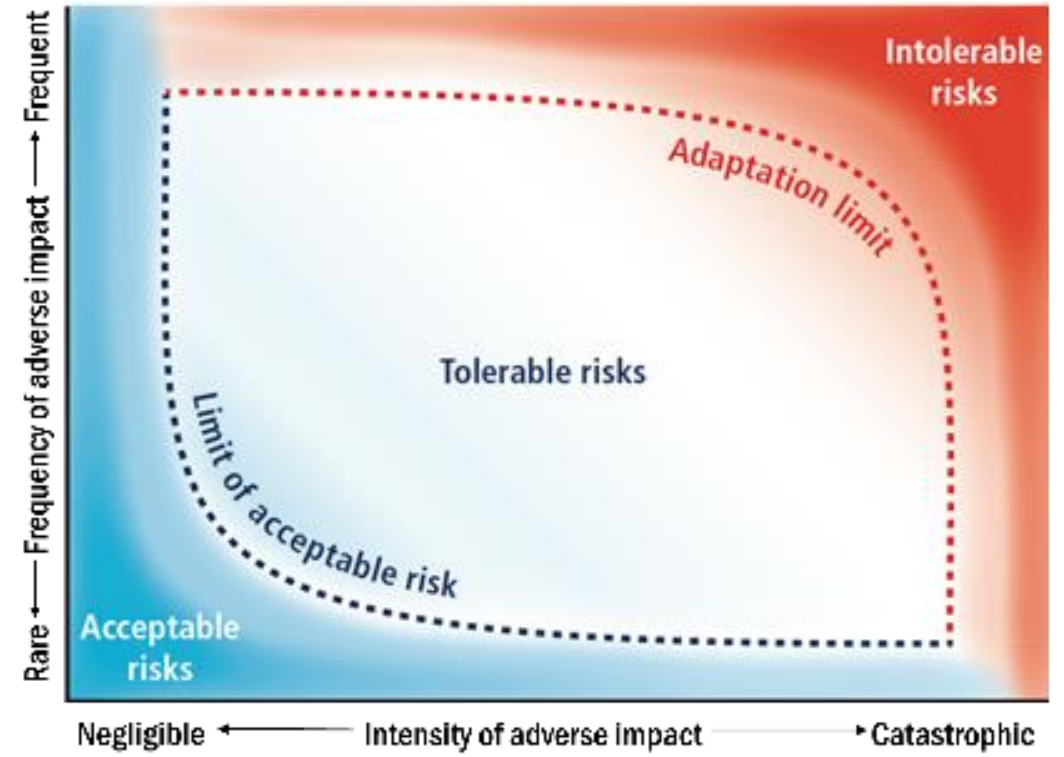 Intolerable
risks
Adaptation limit
Tolerable risks
Limit of acceptable risk
Acceptable
risks
Rare Frequency of adverse impact Frequent
Negligible Intensity of adverse impact Catastrophic